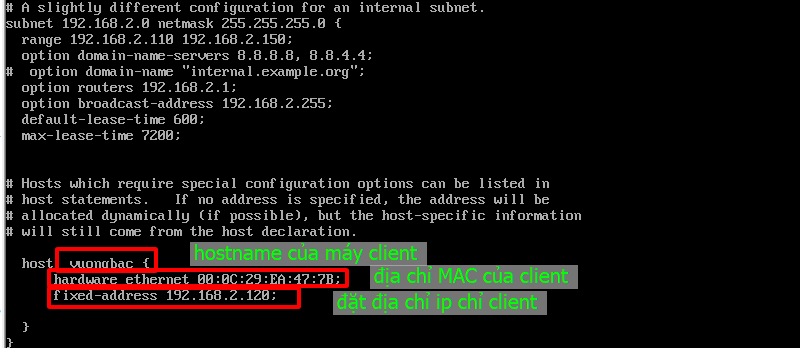 # A slightly different configuration for an internal subnet.
subnet 192.168.2.0 netmask 255.255.255.0 {
range 192.168.2.110 192.168.2.150;
option domain-name-servers 8.8.8.8, 8.8.4.4;
# option domain-name "internal.example.org";
option routers 192.168.2.1;
option broadcast-address 192.168.2.255;
default-lease-time 600;
max-lease-time 7200;
# Hosts which require special configuration options can be listed in
# host statements. If no address is specified, the address will be
# allocated dynamically (if possible), but the host-specific information
# will still come from the host declaration.
host vuongbac { hostname của máy client
hardware ethernet 00:0C:29:EA:47:7B; địa chỉ MAC của client
fixed-address 192.168.2.120; đặt địa chỉ ip chỉ client
}
}